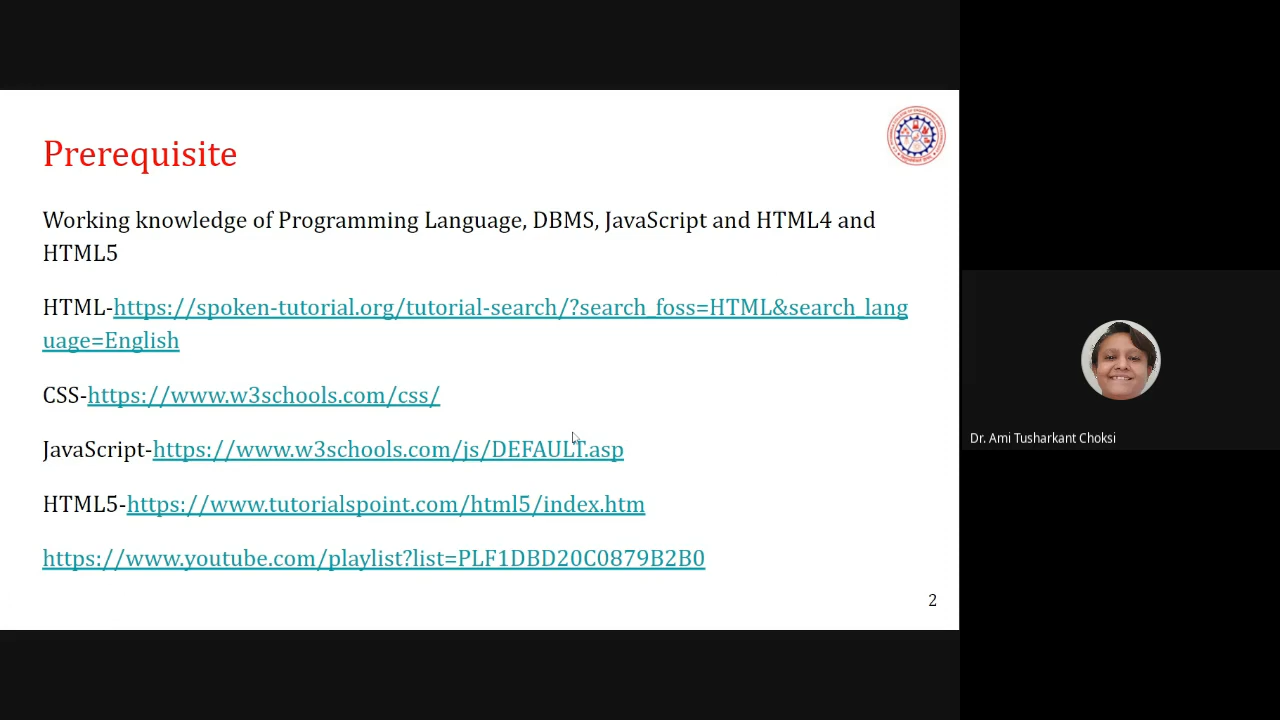 Prerequisite
Working knowledge of Programming Language, DBMS, JavaScript and HTML4 and
HTML5
HTML-https://spoken-tutorial.org/tutorial-search/?search_foss=HTML&search_lang
uage=English
CSS-https://www.w3schools.com/css/
JavaScript-https://www.w3schools.com/js/DEFAULT.asp
HTML5-https://www.tutorialspoint.com/html5/index.htm
https://www.youtube.com/playlist?list=PLF1DBD20C0879B2B0
2
Dr. Ami Tusharkant Choksi